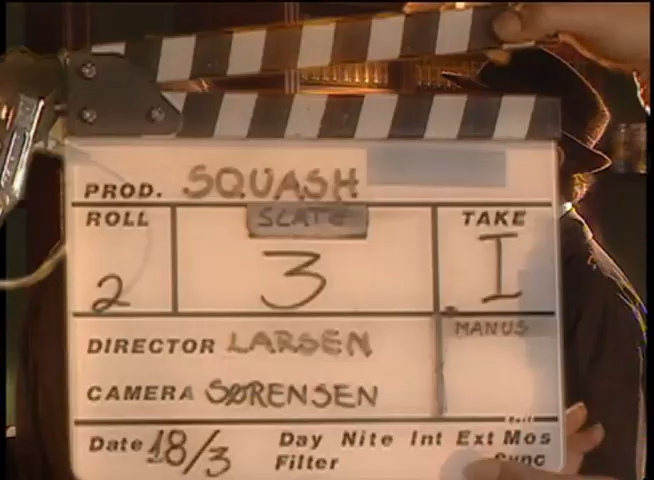 PROD. SQUASH
ROLL SLATE TAKE
2 3 I
MANUS
DIRECTOR LARSEN
CAMERA SØRENSEN
Date 18/3 Day Nite Int Ext Mos
Filter Sync